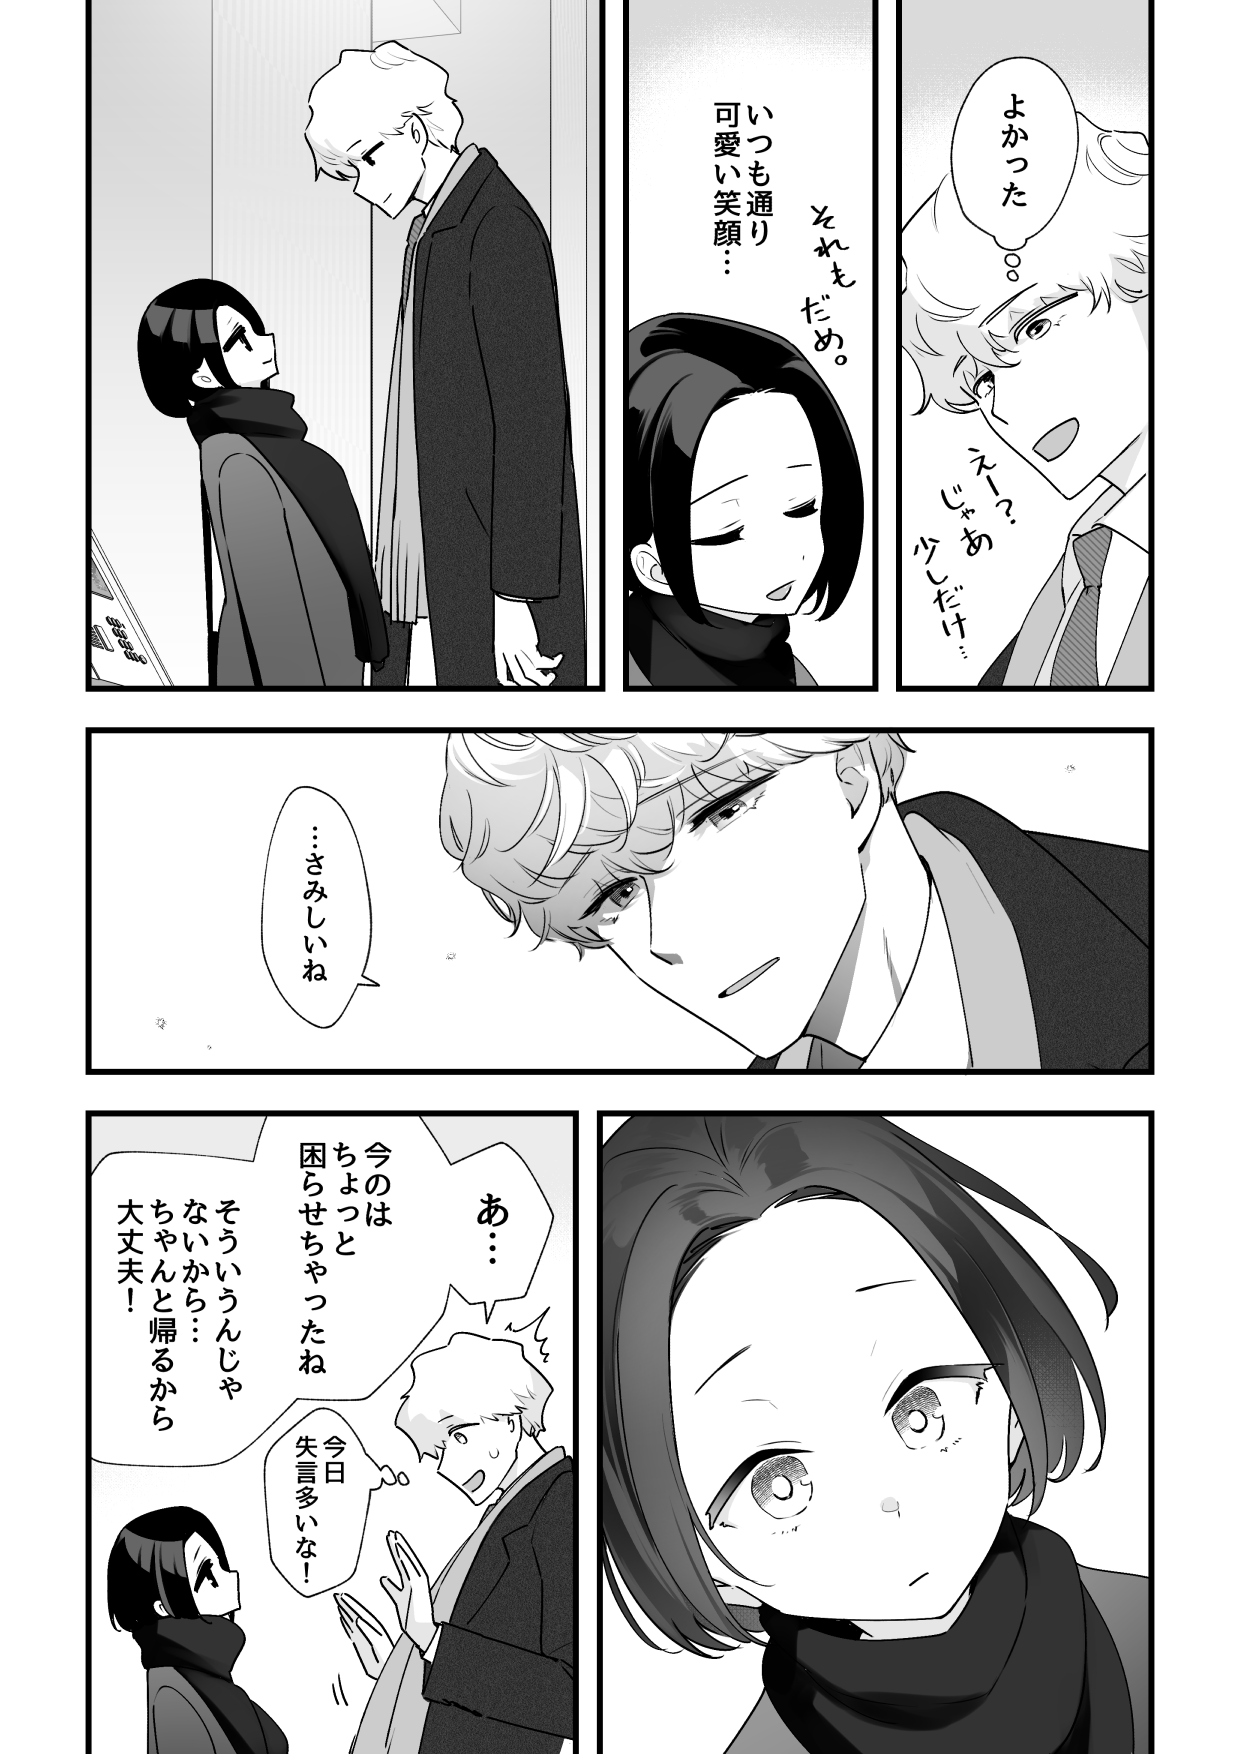 よかった
えー?
じゃあ
少しだけ…
いつも通り
可愛い笑顔…
それも
だめ。
…さみしいね
あ…
今のは
ちょっと
困らせちゃったね
そういうんじゃ
ないから…
ちゃんと帰るから
大丈夫!
今日
失言多いな!